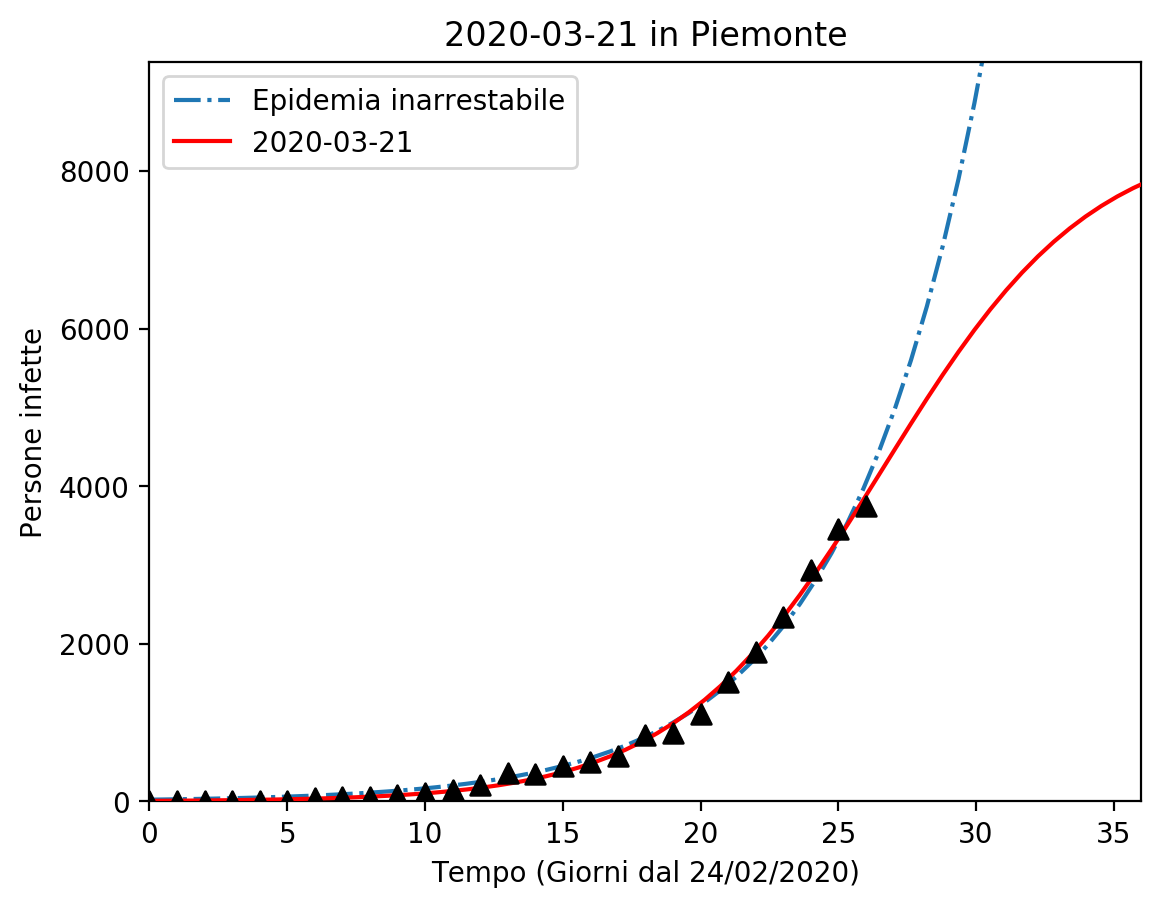 2020-03-21 in Piemonte
Epidemia inarrestabile
2020-03-21
Persone infette
8000
6000
4000
2000
0
0 5 10 15 20 25 30 35
Tempo (Giorni dal 24/02/2020)